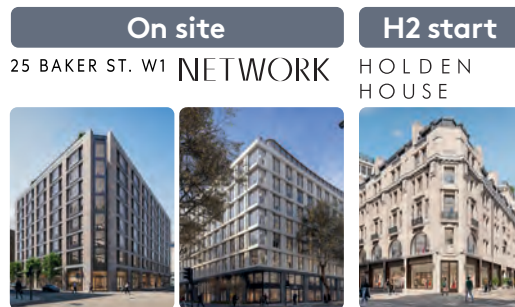 On site
H2 start
25 BAKER ST. W1
NETWORK
HOLDEN
HOUSE